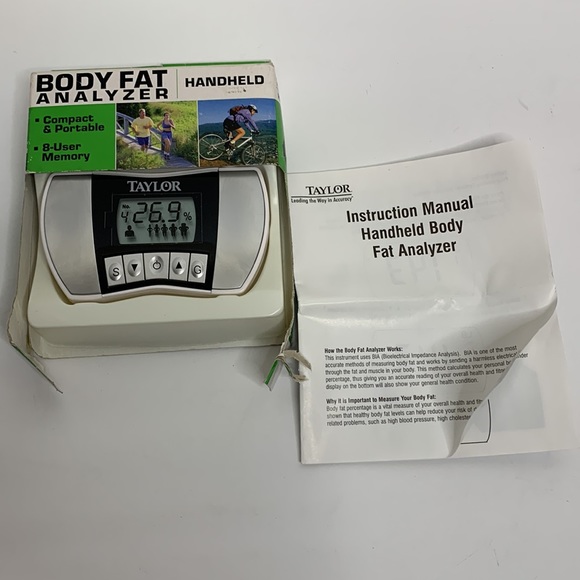 BODY FAT
ANALYZER
HANDHELD
Compact
& Portable
8-User
Memory
TAYLOR
No.
4 26.9 %
S ▼ ▲ G
TAYLOR
Leading the Way in Accuracy
Instruction Manual
Handheld Body
Fat Analyzer
How the Body Fat Analyzer Works:
This instrument uses BIA (Bioelectrical Impedance Analysis). BIA is one of the most
accurate methods of measuring body fat and works by sending a harmless electrical
through the fat and muscle in your body. This method calculates your personal
percentage, thus giving you an accurate reading of your overall health and
display on the bottom will also show your general health condition.
Why it is Important to Measure Your Body Fat:
Body fat percentage is a vital measure of your overall health and
shown that healthy body fat levels can help reduce your risk of
related problems, such as high blood pressure, high cholesterol